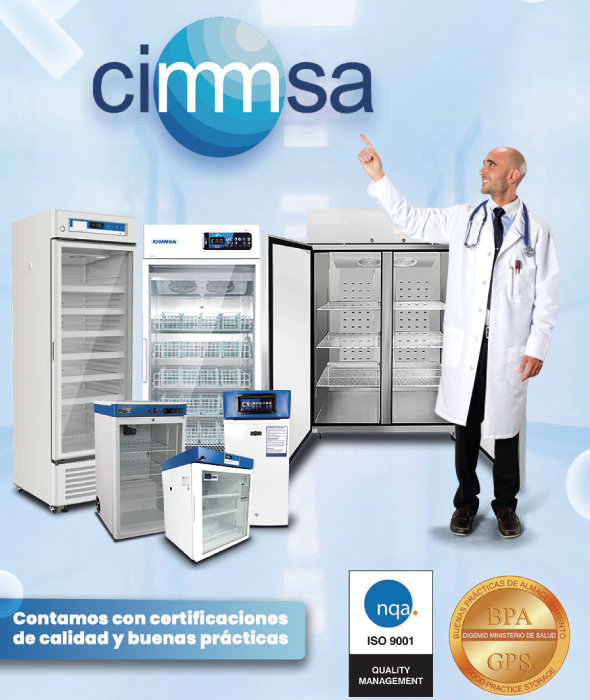 cimmsa
CIMMSA
Contamos con certificaciones
de calidad y buenas prácticas
nqa.
ISO 9001
QUALITY
MANAGEMENT
BUENAS PRÁCTICAS DE ALMACENAMIENTO
BPA
DIGEMID MINISTERIO DE SALUD
GPS
GOOD PRACTICE STORAGE